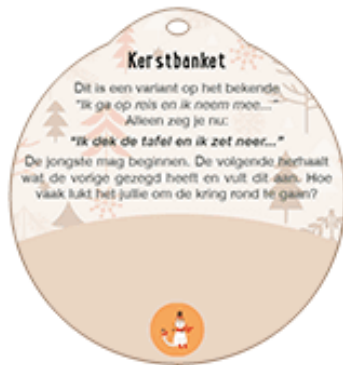 Kerstbanket
Dit is een variant op het bekende
"Ik ga op reis en ik neem mee..."
Alleen zeg je nu:
"Ik dek de tafel en ik zet neer..."
De jongste mag beginnen. De volgende herhaalt
wat de vorige gezegd heeft en vult dit aan. Hoe
vaak lukt het jullie om de kring rond te gaan?